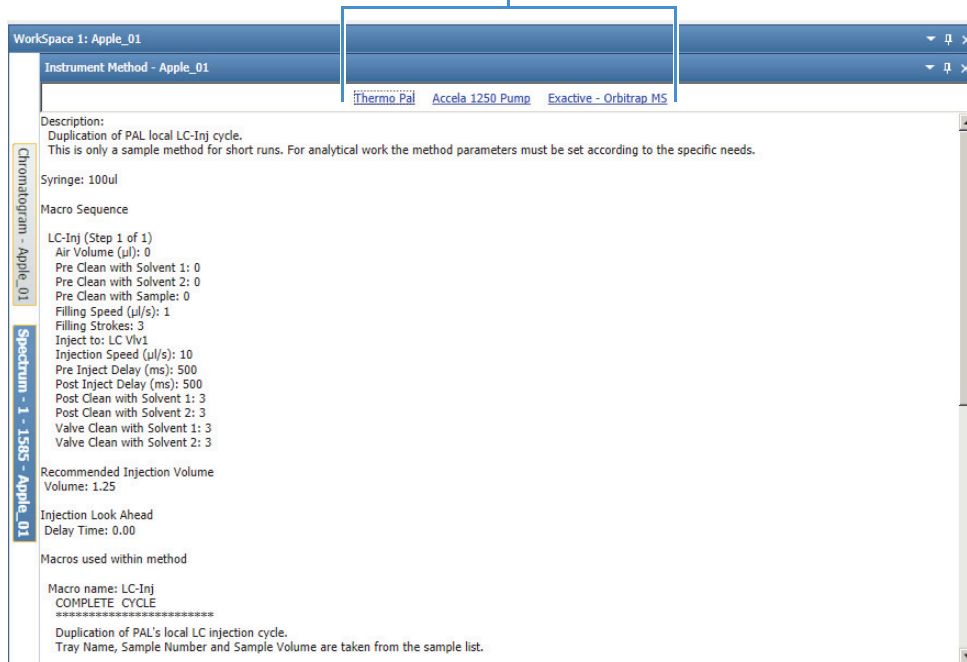 WorkSpace 1: Apple_01
Instrument Method - Apple_01
Thermo Pal Accela 1250 Pump Exactive - Orbitrap MS
Chromatogram - Apple_01
Spectrum - 1 - 1585 - Apple_01
Description:
Duplication of PAL local LC-Inj cycle.
This is only a sample method for short runs. For analytical work the method parameters must be set according to the specific needs.
Syringe: 100ul
Macro Sequence
LC-Inj (Step 1 of 1)
Air Volume (µl): 0
Pre Clean with Solvent 1: 0
Pre Clean with Solvent 2: 0
Pre Clean with Sample: 0
Filling Speed (µl/s): 1
Filling Strokes: 3
Inject to: LC Vlv1
Injection Speed (µl/s): 10
Pre Inject Delay (ms): 500
Post Inject Delay (ms): 500
Post Clean with Solvent 1: 3
Post Clean with Solvent 2: 3
Valve Clean with Solvent 1: 3
Valve Clean with Solvent 2: 3
Recommended Injection Volume
Volume: 1.25
Injection Look Ahead
Delay Time: 0.00
Macros used within method
Macro name: LC-Inj
COMPLETE CYCLE
************************
Duplication of PAL's local LC injection cycle.
Tray Name, Sample Number and Sample Volume are taken from the sample list.